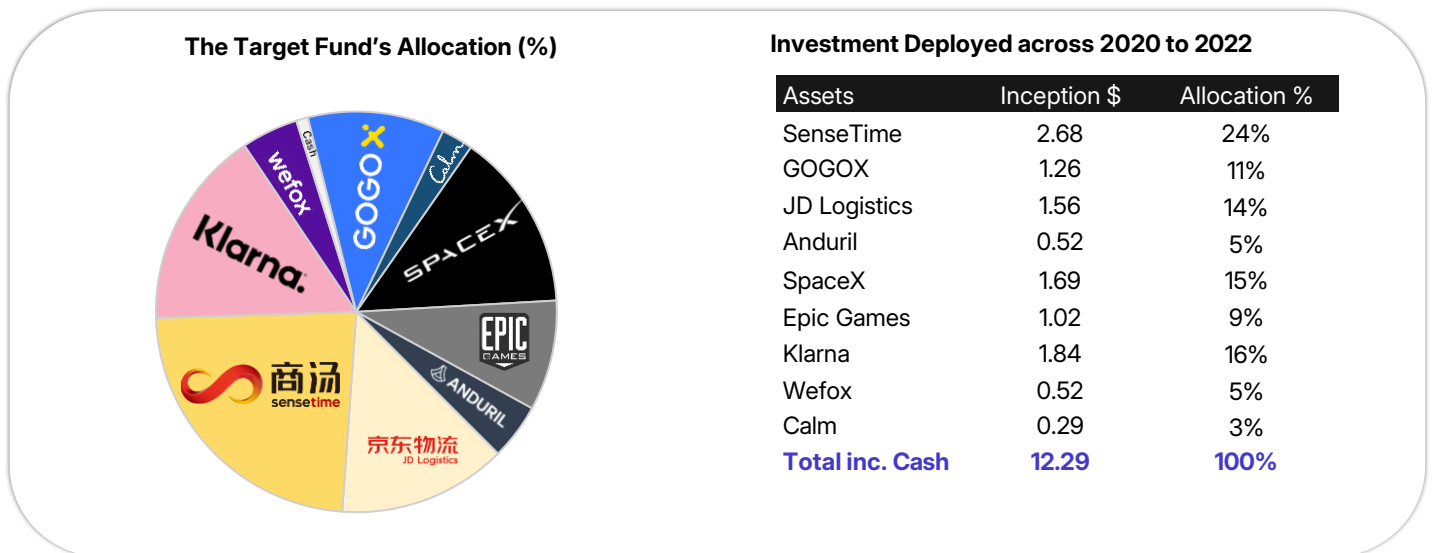 The Target Fund's Allocation (%)
Cash
GOGOX
Calm
wefox
SPACEX
Klarna.
EPIC
GAMES
ANDURIL
商汤
sensetime
京东物流
JD Logistics
Investment Deployed across 2020 to 2022
Assets Inception $ Allocation %
SenseTime 2.68 24%
GOGOX 1.26 11%
JD Logistics 1.56 14%
Anduril 0.52 5%
SpaceX 1.69 15%
Epic Games 1.02 9%
Klarna 1.84 16%
Wefox 0.52 5%
Calm 0.29 3%
Total inc. Cash 12.29 100%